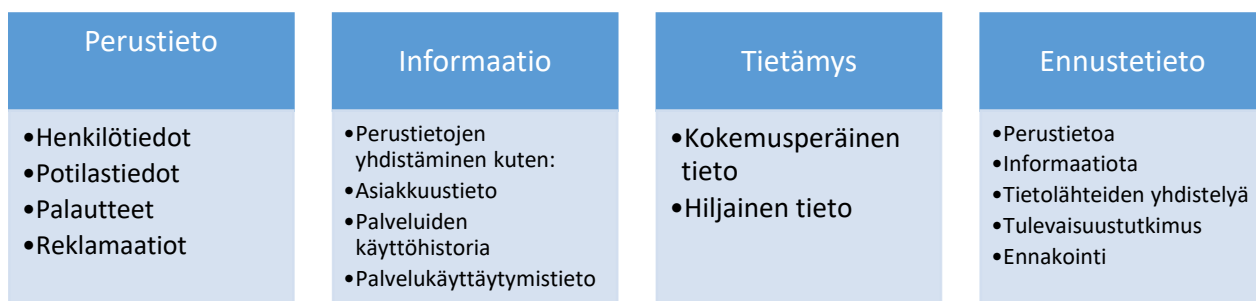 Perustieto
•Henkilötiedot
•Potilastiedot
•Palautteet
•Reklamaatiot
Informaatio
•Perustietojen
yhdistäminen kuten:
•Asiakkuustieto
•Palveluiden
käyttöhistoria
•Palvelukäyttäytymistieto
Tietämys
•Kokemusperäinen
tieto
•Hiljainen tieto
Ennustetieto
•Perustietoa
•Informaatiota
•Tietolähteiden yhdistelyä
•Tulevaisuustutkimus
•Ennakointi